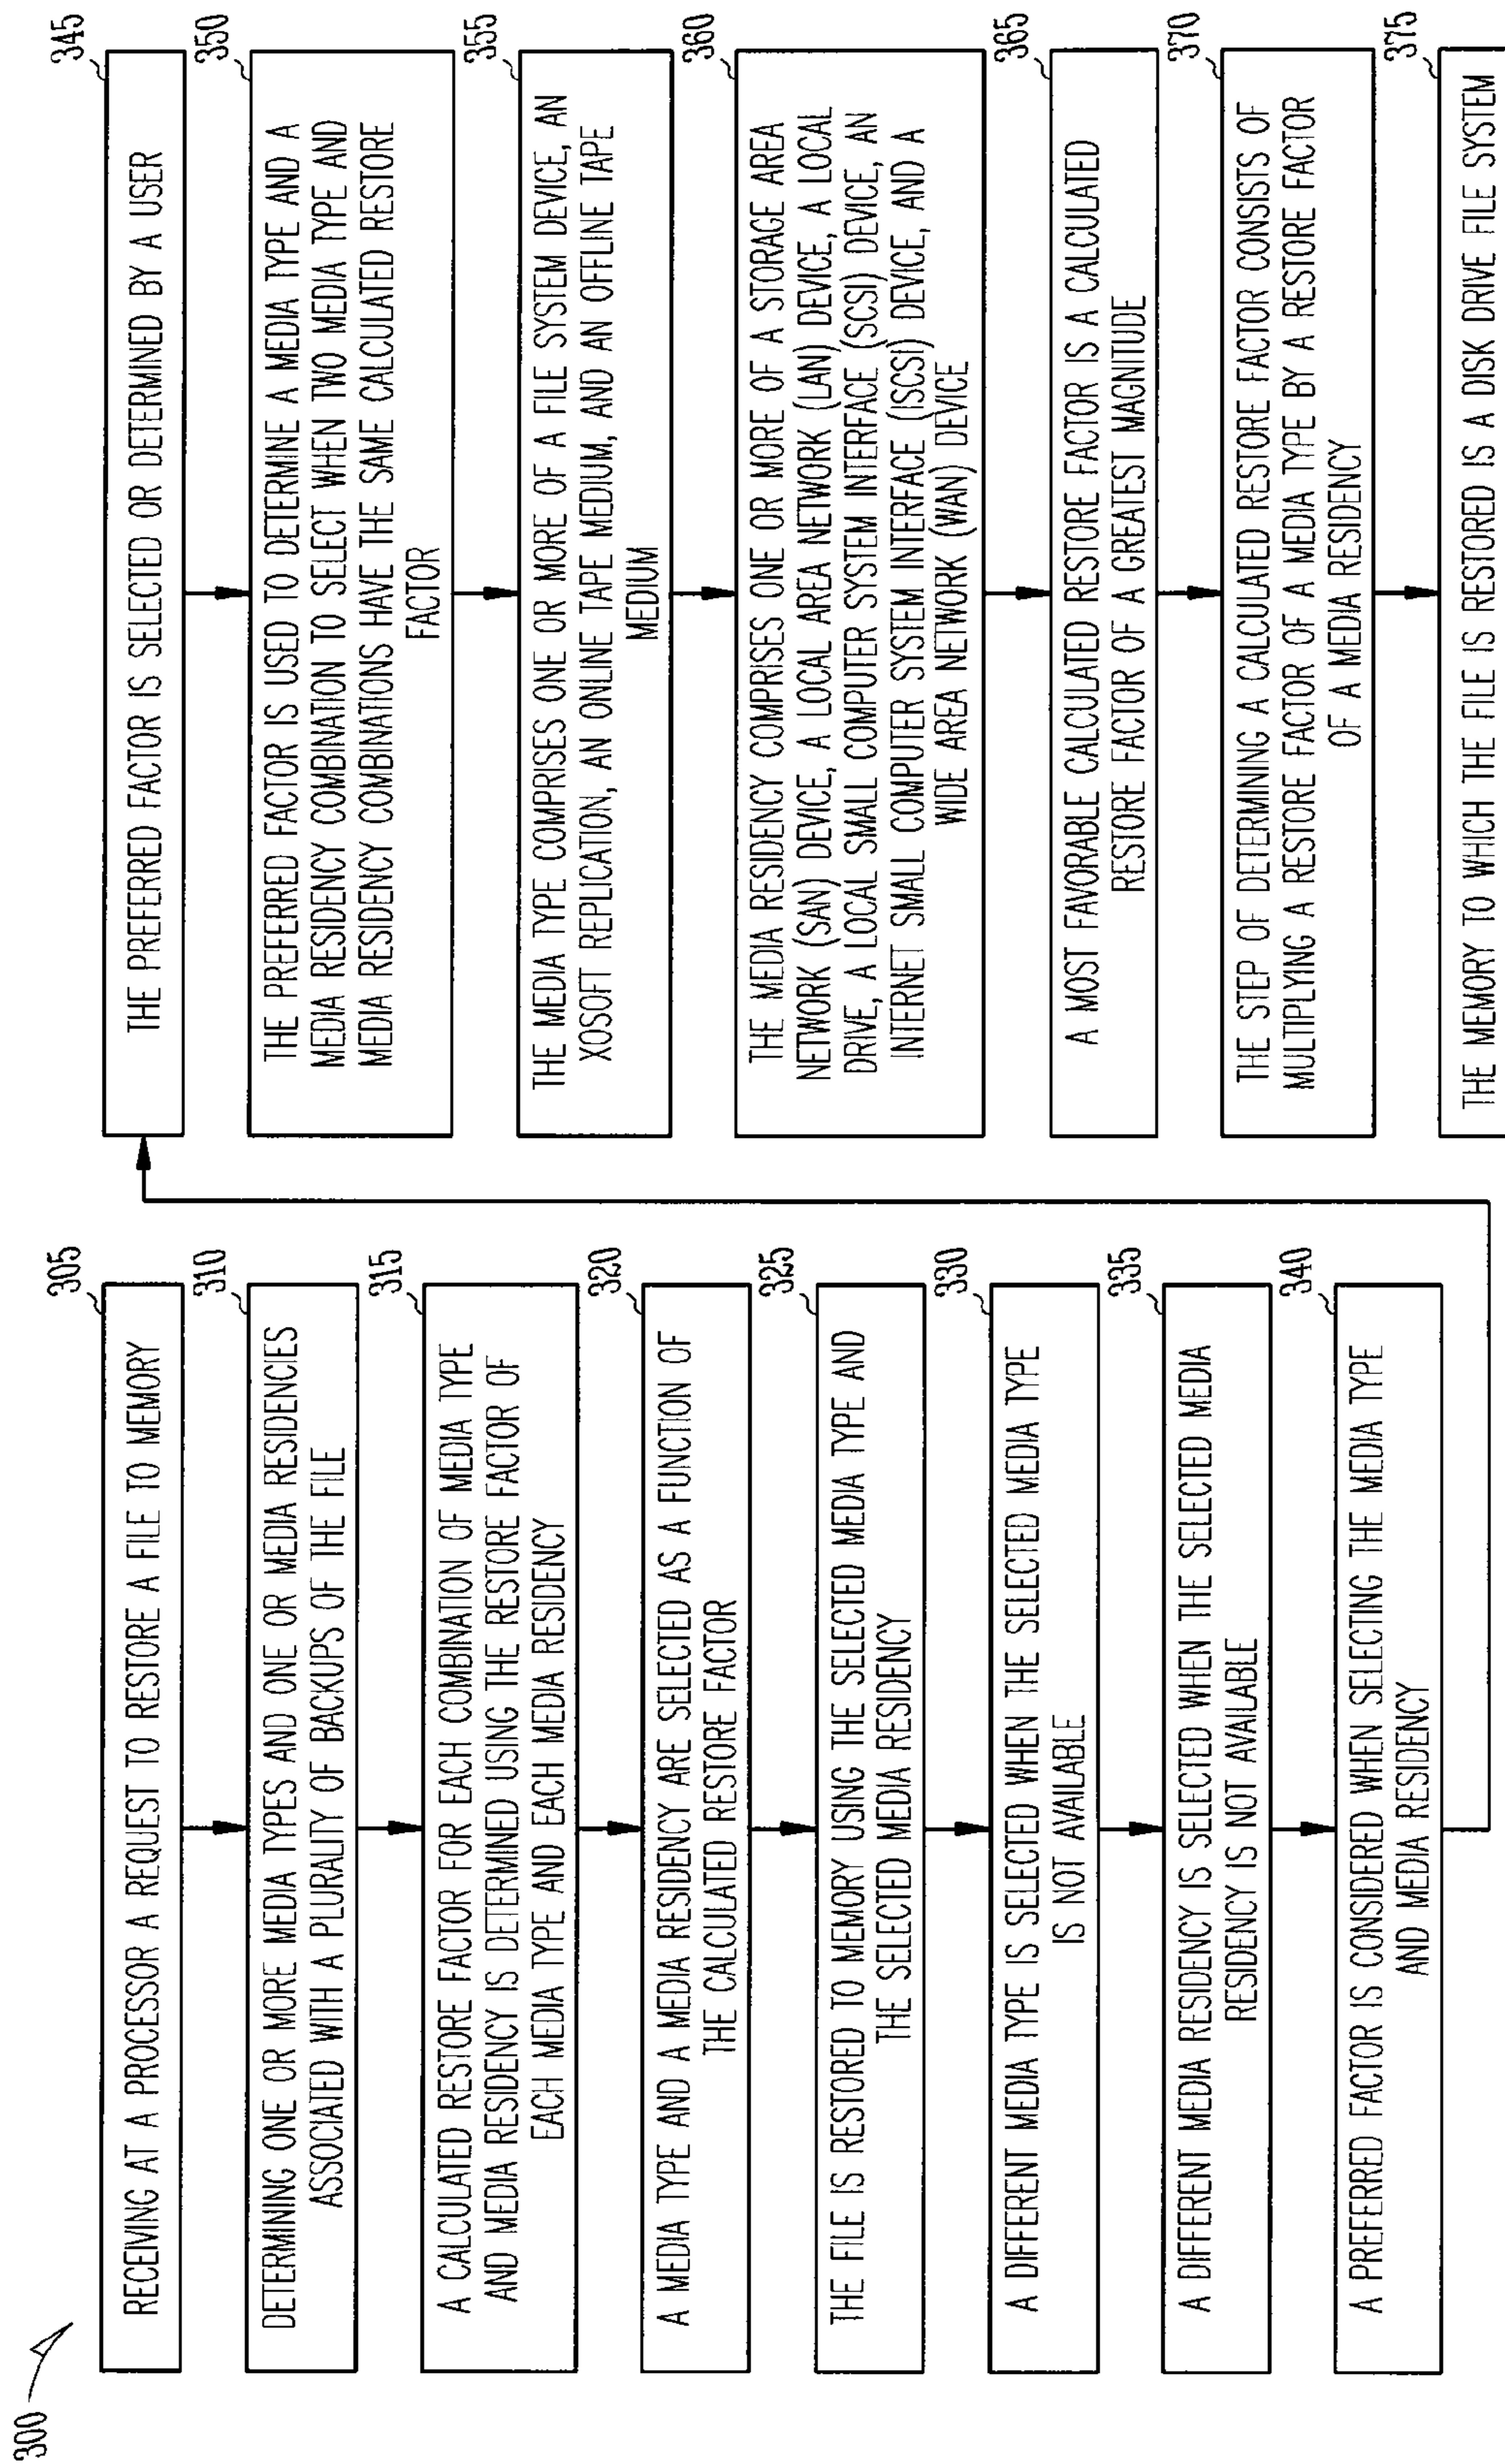 300
305
RECEIVING AT A PROCESSOR A REQUEST TO RESTORE A FILE TO MEMORY
310
DETERMINING ONE OR MORE MEDIA TYPES AND ONE OR MEDIA RESIDENCIES
ASSOCIATED WITH A PLURALITY OF BACKUPS OF THE FILE
315
A CALCULATED RESTORE FACTOR FOR EACH COMBINATION OF MEDIA TYPE
AND MEDIA RESIDENCY IS DETERMINED USING THE RESTORE FACTOR OF
EACH MEDIA TYPE AND EACH MEDIA RESIDENCY
320
A MEDIA TYPE AND A MEDIA RESIDENCY ARE SELECTED AS A FUNCTION OF
THE CALCULATED RESTORE FACTOR
325
THE FILE IS RESTORED TO MEMORY USING THE SELECTED MEDIA TYPE AND
THE SELECTED MEDIA RESIDENCY
330
A DIFFERENT MEDIA TYPE IS SELECTED WHEN THE SELECTED MEDIA TYPE
IS NOT AVAILABLE
335
A DIFFERENT MEDIA RESIDENCY IS SELECTED WHEN THE SELECTED MEDIA
RESIDENCY IS NOT AVAILABLE
340
A PREFERRED FACTOR IS CONSIDERED WHEN SELECTING THE MEDIA TYPE
AND MEDIA RESIDENCY
345
THE PREFERRED FACTOR IS SELECTED OR DETERMINED BY A USER
350
THE PREFERRED FACTOR IS USED TO DETERMINE A MEDIA TYPE AND A
MEDIA RESIDENCY COMBINATION TO SELECT WHEN TWO MEDIA TYPE AND
MEDIA RESIDENCY COMBINATIONS HAVE THE SAME CALCULATED RESTORE
FACTOR
355
THE MEDIA TYPE COMPRISES ONE OR MORE OF A FILE SYSTEM DEVICE, AN
XOSOFT REPLICATION, AN ONLINE TAPE MEDIUM, AND AN OFFLINE TAPE
MEDIUM
360
THE MEDIA RESIDENCY COMPRISES ONE OR MORE OF A STORAGE AREA
NETWORK (SAN) DEVICE, A LOCAL AREA NETWORK (LAN) DEVICE, A LOCAL
DRIVE, A LOCAL SMALL COMPUTER SYSTEM INTERFACE (SCSI) DEVICE, AN
INTERNET SMALL COMPUTER SYSTEM INTERFACE (ISCSI) DEVICE, AND A
WIDE AREA NETWORK (WAN) DEVICE
365
A MOST FAVORABLE CALCULATED RESTORE FACTOR IS A CALCULATED
RESTORE FACTOR OF A GREATEST MAGNITUDE
370
THE STEP OF DETERMINING A CALCULATED RESTORE FACTOR CONSISTS OF
MULTIPLYING A RESTORE FACTOR OF A MEDIA TYPE BY A RESTORE FACTOR
OF A MEDIA RESIDENCY
375
THE MEMORY TO WHICH THE FILE IS RESTORED IS A DISK DRIVE FILE SYSTEM